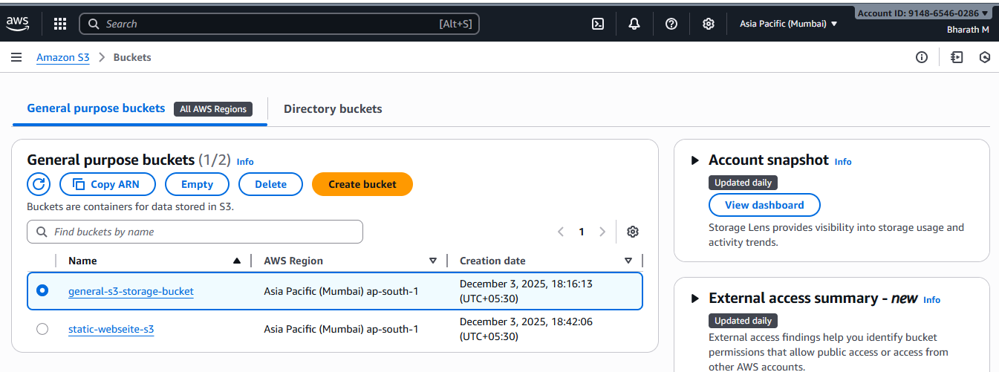 aws
Search [Alt+S]
Asia Pacific (Mumbai) ▼
Account ID: 9148-6546-0286 ▼
Bharath M
Amazon S3 > Buckets
General purpose buckets All AWS Regions
Directory buckets
General purpose buckets (1/2) Info
Copy ARN
Empty
Delete
Create bucket
Buckets are containers for data stored in S3.
Find buckets by name
1
Name AWS Region Creation date
general-s3-storage-bucket Asia Pacific (Mumbai) ap-south-1 December 3, 2025, 18:16:13
(UTC+05:30)
static-webseite-s3 Asia Pacific (Mumbai) ap-south-1 December 3, 2025, 18:42:06
(UTC+05:30)
Account snapshot Info
Updated daily
View dashboard
Storage Lens provides visibility into storage usage and
activity trends.
External access summary - new Info
Updated daily
External access findings help you identify bucket
permissions that allow public access or access from
other AWS accounts.